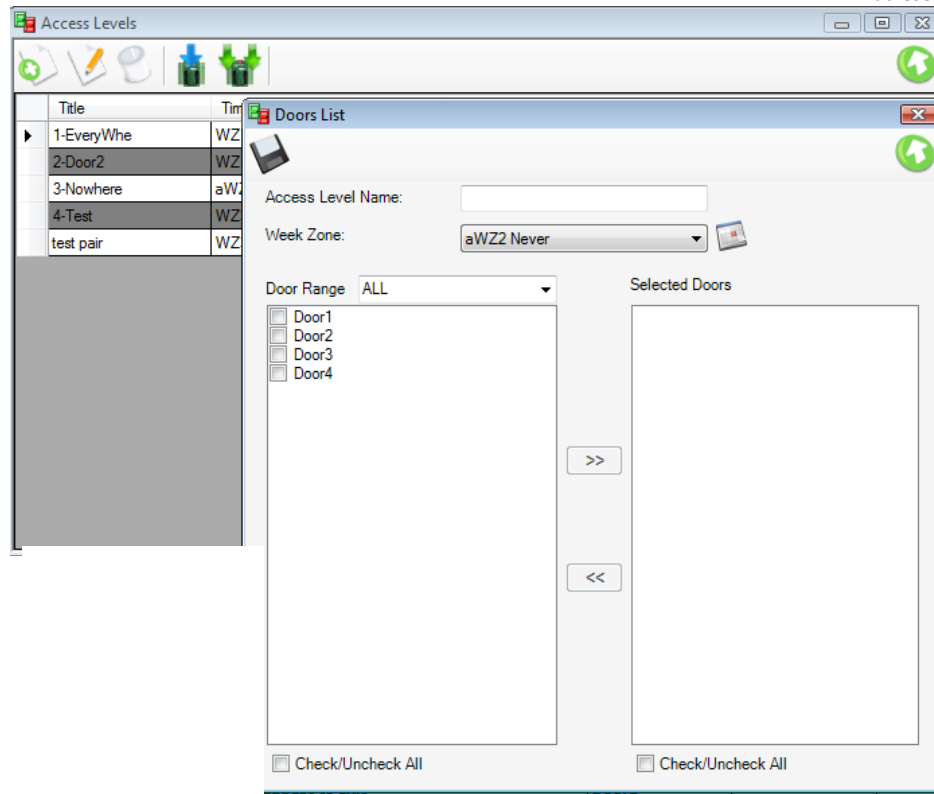 Access Levels
Title Tim
1-EveryWhe WZ
2-Door2 WZ
3-Nowhere aWZ
4-Test WZ
test pair WZ
Doors List
Access Level Name:
Week Zone: aWZ2 Never
Door Range ALL
Selected Doors
Door1
Door2
Door3
Door4
>>
<<
Check/Uncheck All
Check/Uncheck All